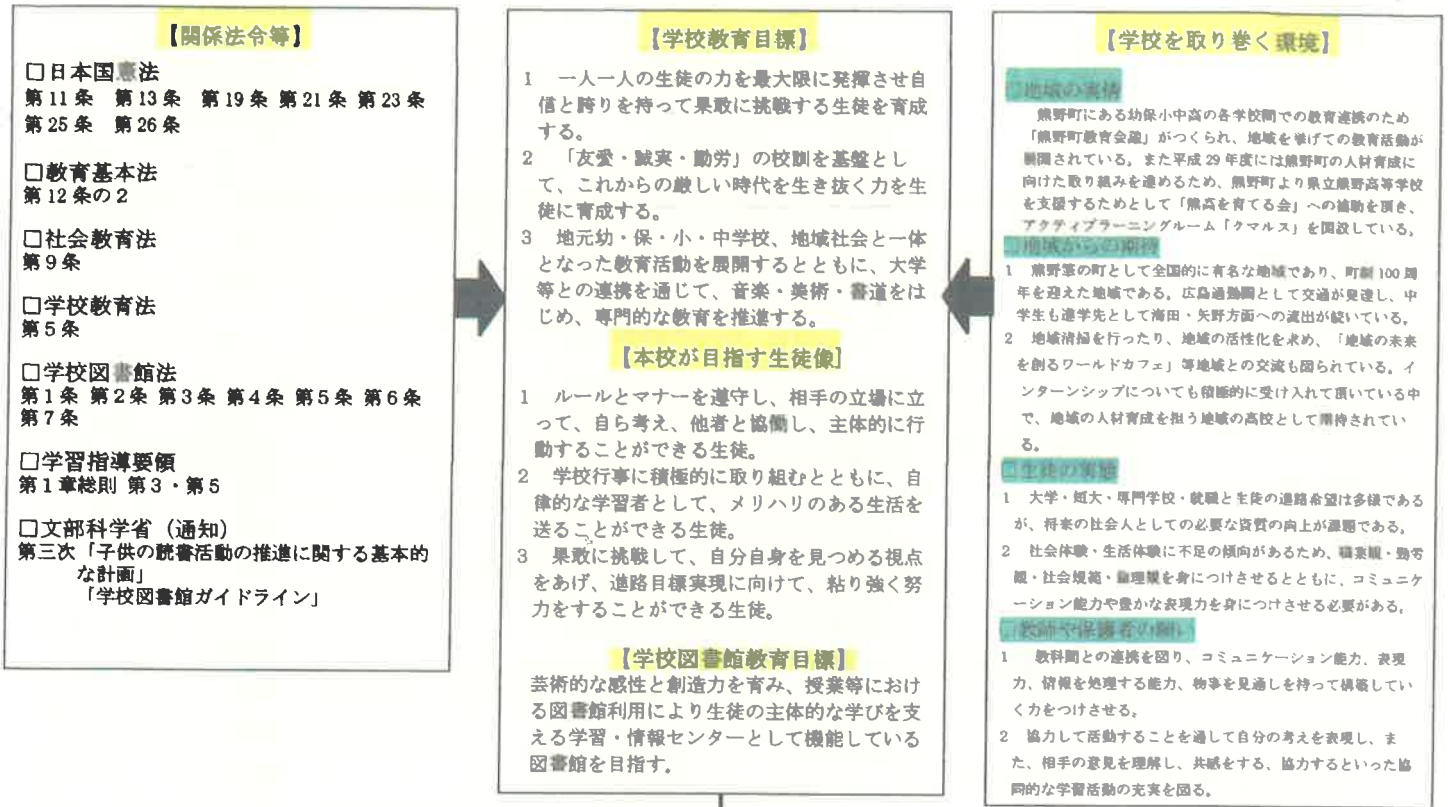 【関係法令等】
□日本国憲法
第11条 第13条 第19条 第21条 第23条
第25条 第26条
□教育基本法
第12条の2
□社会教育法
第9条
□学校教育法
第5条
□学校図書館法
第1条 第2条 第3条 第4条 第5条 第6条
第7条
□学習指導要領
第1章総則 第3・第5
□文部科学省（通知）
第三次「子供の読書活動の推進に関する基本的
な計画」
「学校図書館ガイドライン」
【学校教育目標】
1 一人一人の生徒の力を最大限に発揮させ自
信と誇りを持って果敢に挑戦する生徒を育成
する。
2 「友愛・誠実・勤労」の校訓を基盤とし
て、これからの厳しい時代を生き抜く力を生
徒に育成する。
3 地元幼・保・小・中学校、地域社会と一体
となった教育活動を展開するとともに、大学
等との連携を通じて、音楽・美術・書道をは
じめ、専門的な教育を推進する。
【本校が目指す生徒像]
1 ルールとマナーを遵守し、相手の立場に立
って、自ら考え、他者と協働し、主体的に行
動することができる生徒。
2 学校行事に積極的に取り組むとともに、自
律的な学習者として、メリハリのある生活を
送ることができる生徒。
3 果敢に挑戦して、自分自身を見つめる視点
をあげ、進路目標実現に向けて、粘り強く努
力をすることができる生徒。
【学校図書館教育目標】
芸術的な感性と創造力を育み、授業等におけ
る図書館利用により生徒の主体的な学びを支
える学習・情報センターとして機能している
図書館を目指す。
【学校を取り巻く環境】
□地域の実情
熊野町にある幼保小中高の各学校間での教育連携のため
「熊野町教育会議」がつくられ、地域を挙げての教育活動が
展開されている。また平成29年度には熊野町の人材育成に
向けた取り組みを進めるため、熊野町より県立熊野高等学校
を支援するためとして「熊高を育てる会」への補助を頂き、
アクティブラーニングルーム「クマルス」を開設している。
□地域からの期待
1 熊野筆の町として全国的に有名な地域であり、町制100周
年を迎えた地域である。広島通勤圏として交通が発達し、中
学生も進学先として海田・矢野方面への流出が続いている。
2 地域清掃を行ったり、地域の活性化を求め、「地域の未来
を創るワールドカフェ」等地域との交流も図られている。イ
ンターンシップについても積極的に受け入れて頂いている中
で、地域の人材育成を担う地域の高校として期待されてい
る。
□生徒の実態
1 大学・短大・専門学校・就職と生徒の進路希望は多様である
が、将来の社会人としての必要な資質の向上が課題である。
2 社会体験・生活体験に不足の傾向があるため、職業観・勤労
観・社会規範・倫理観を身につけさせるとともに、コミュニケ
ーション能力や豊かな表現力を身につけさせる必要がある。
□教師や保護者の願い
1 教科間との連携を図り、コミュニケーション能力、表現
力、情報を処理する能力、物事を見通しを持って構築してい
く力をつけさせる。
2 協力して活動することを通して自分の考えを表現し、ま
た、相手の意見を理解し、共感をする、協力するといった協
同的な学習活動の充実を図る。